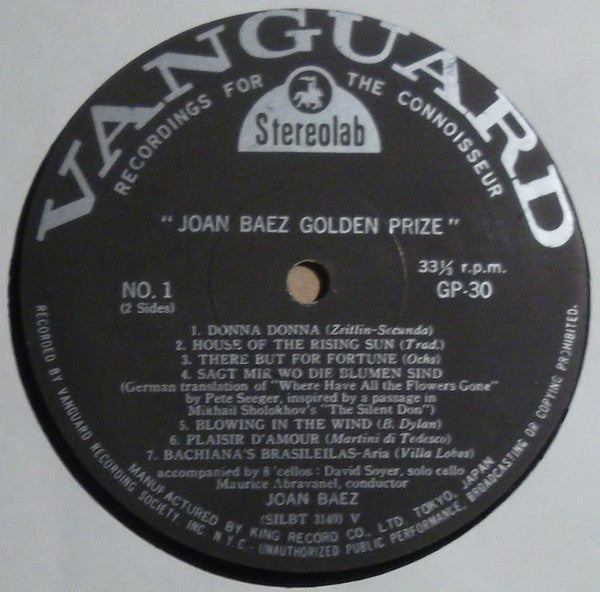 VANGUARD
RECORDINGS FOR THE CONNOISSEUR
Stereolab
"JOAN BAEZ GOLDEN PRIZE"
33⅓ r.p.m.
NO. 1
GP-30
(2 Sides)
1. DONNA DONNA (Zeitlin-Secunda)
2. HOUSE OF THE RISING SUN (Trad.)
3. THERE BUT FOR FORTUNE (Ochs)
4. SAGT MIR WO DIE BLUMEN SIND
(German translation of "Where Have All the Flowers Gone"
by Pete Seeger, inspired by a passage in
Mikhail Sholokhov's "The Silent Don")
5. BLOWING IN THE WIND (B. Dylan)
6. PLAISIR D'AMOUR (Martini di Tedesco)
7. BACHIANA'S BRASILEILAS-Aria (Villa Lobos)
accompanied by 8 'cellos : David Soyer, solo cello
Maurice Abravanel, conductor
JOAN BAEZ
(SILBT 3149) V
MANUFACTURED BY KING RECORD CO., LTD. TOKYO, JAPAN
RECORDED BY VANGUARD RECORDING SOCIETY, INC. N.Y.C. · UNAUTHORIZED PUBLIC PERFORMANCE, BROADCASTING OR COPYING PROHIBITED.